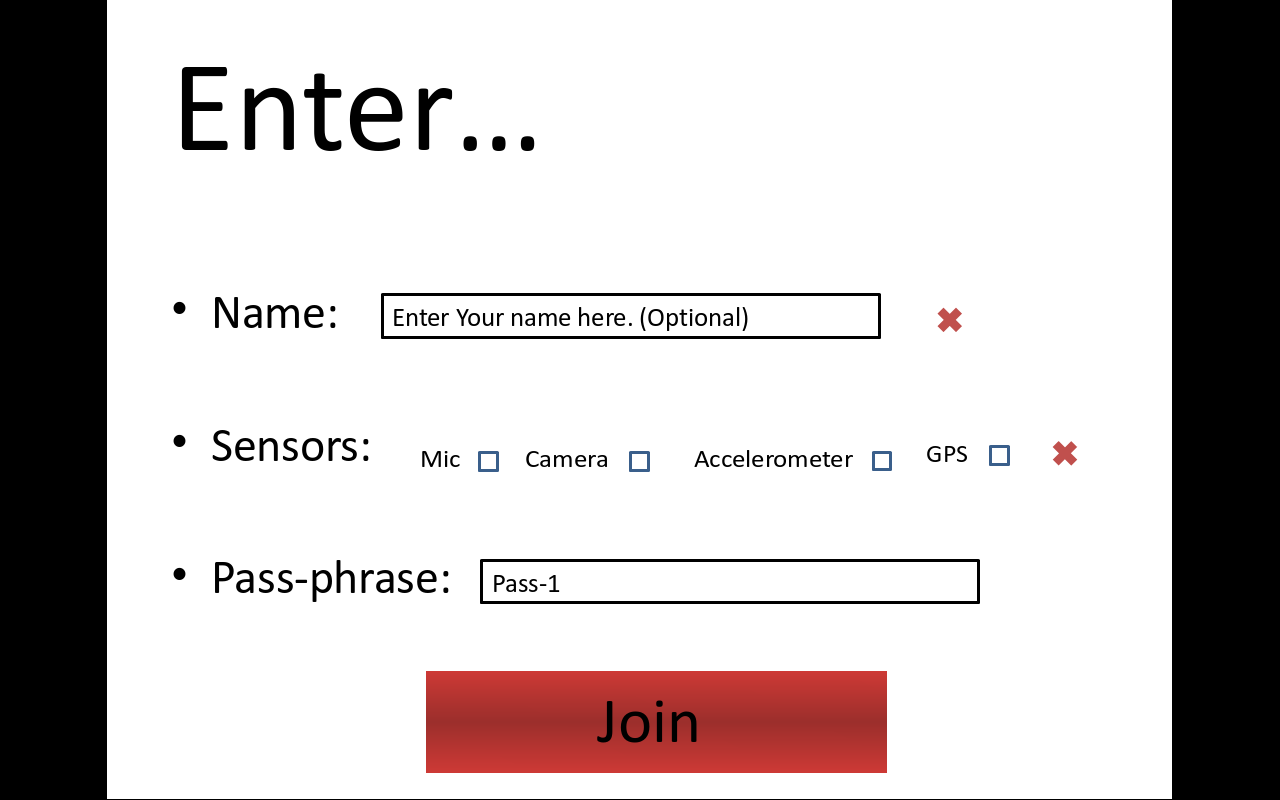 Enter…
• Name: Enter Your name here. (Optional) ✖
• Sensors: Mic ☐ Camera ☐ Accelerometer ☐ GPS ☐ ✖
• Pass-phrase: Pass-1
Join